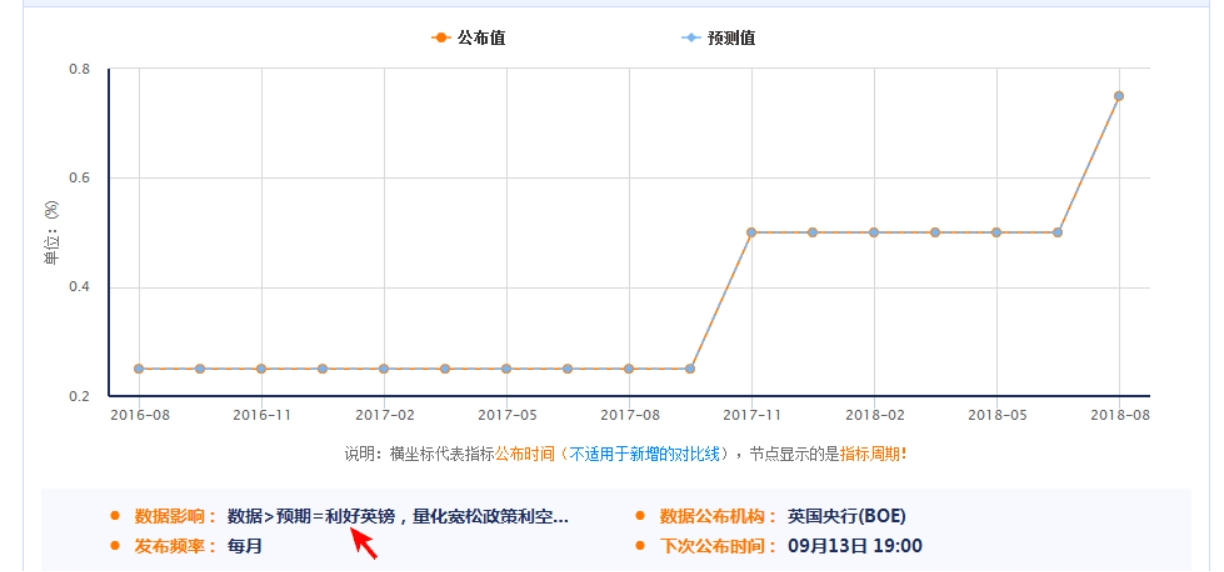 公布值 预测值
0.8
0.6
0.4
0.2
单位：(%)
2016-08 2016-11 2017-02 2017-05 2017-08 2017-11 2018-02 2018-05 2018-08
说明：横坐标代表指标公布时间（不适用于新增的对比线），节点显示的是指标周期!
数据影响： 数据>预期=利好英镑，量化宽松政策利空... 数据公布机构： 英国央行(BOE)
发布频率： 每月 下次公布时间： 09月13日 19:00